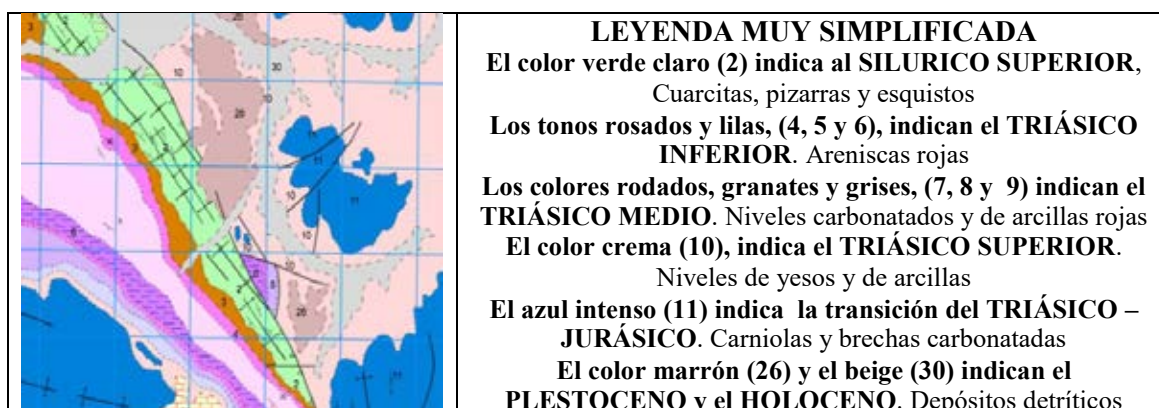 LEYENDA MUY SIMPLIFICADA
El color verde claro (2) indica al SILURICO SUPERIOR,
Cuarcitas, pizarras y esquistos
Los tonos rosados y lilas, (4, 5 y 6), indican el TRIÁSICO
INFERIOR. Areniscas rojas
Los colores rodados, granates y grises, (7, 8 y 9) indican el
TRIÁSICO MEDIO. Niveles carbonatados y de arcillas rojas
El color crema (10), indica el TRIÁSICO SUPERIOR.
Niveles de yesos y de arcillas
El azul intenso (11) indica la transición del TRIÁSICO –
JURÁSICO. Carniolas y brechas carbonatadas
El color marrón (26) y el beige (30) indican el
PLESTOCENO y el HOLOCENO. Depósitos detríticos